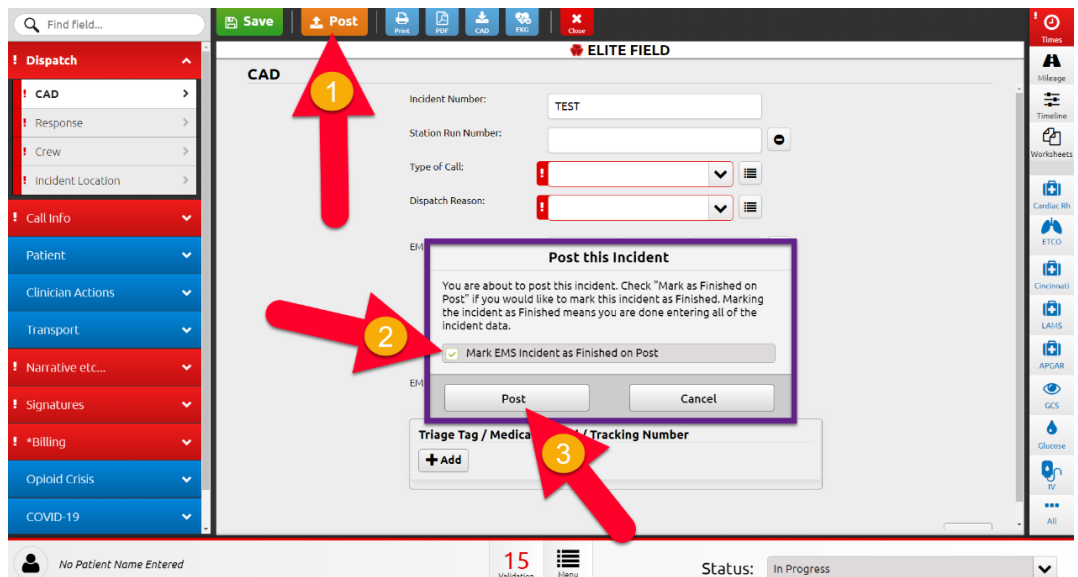 Find field...
Save
Post
Print
PDF
CAD
EKG
Close
Times
ELITE FIELD
Dispatch
CAD
Response
Crew
Incident Location
Call Info
Patient
Clinician Actions
Transport
Narrative etc...
Signatures
*Billing
Opioid Crisis
COVID-19
CAD
1
Incident Number:
TEST
Station Run Number:
Type of Call:
Dispatch Reason:
EM
Post this Incident
You are about to post this incident. Check "Mark as Finished on
Post" if you would like to mark this incident as Finished. Marking
the incident as Finished means you are done entering all of the
incident data.
2
Mark EMS Incident as Finished on Post
EM
Post
Cancel
Triage Tag / Medica / Tracking Number
3
Add
Mileage
Timeline
Worksheets
Cardiac Rh
ETCO
Cincinnati
LAMS
APGAR
GCS
Glucose
IV
All
No Patient Name Entered
15
Validation
Menu
Status:
In Progress